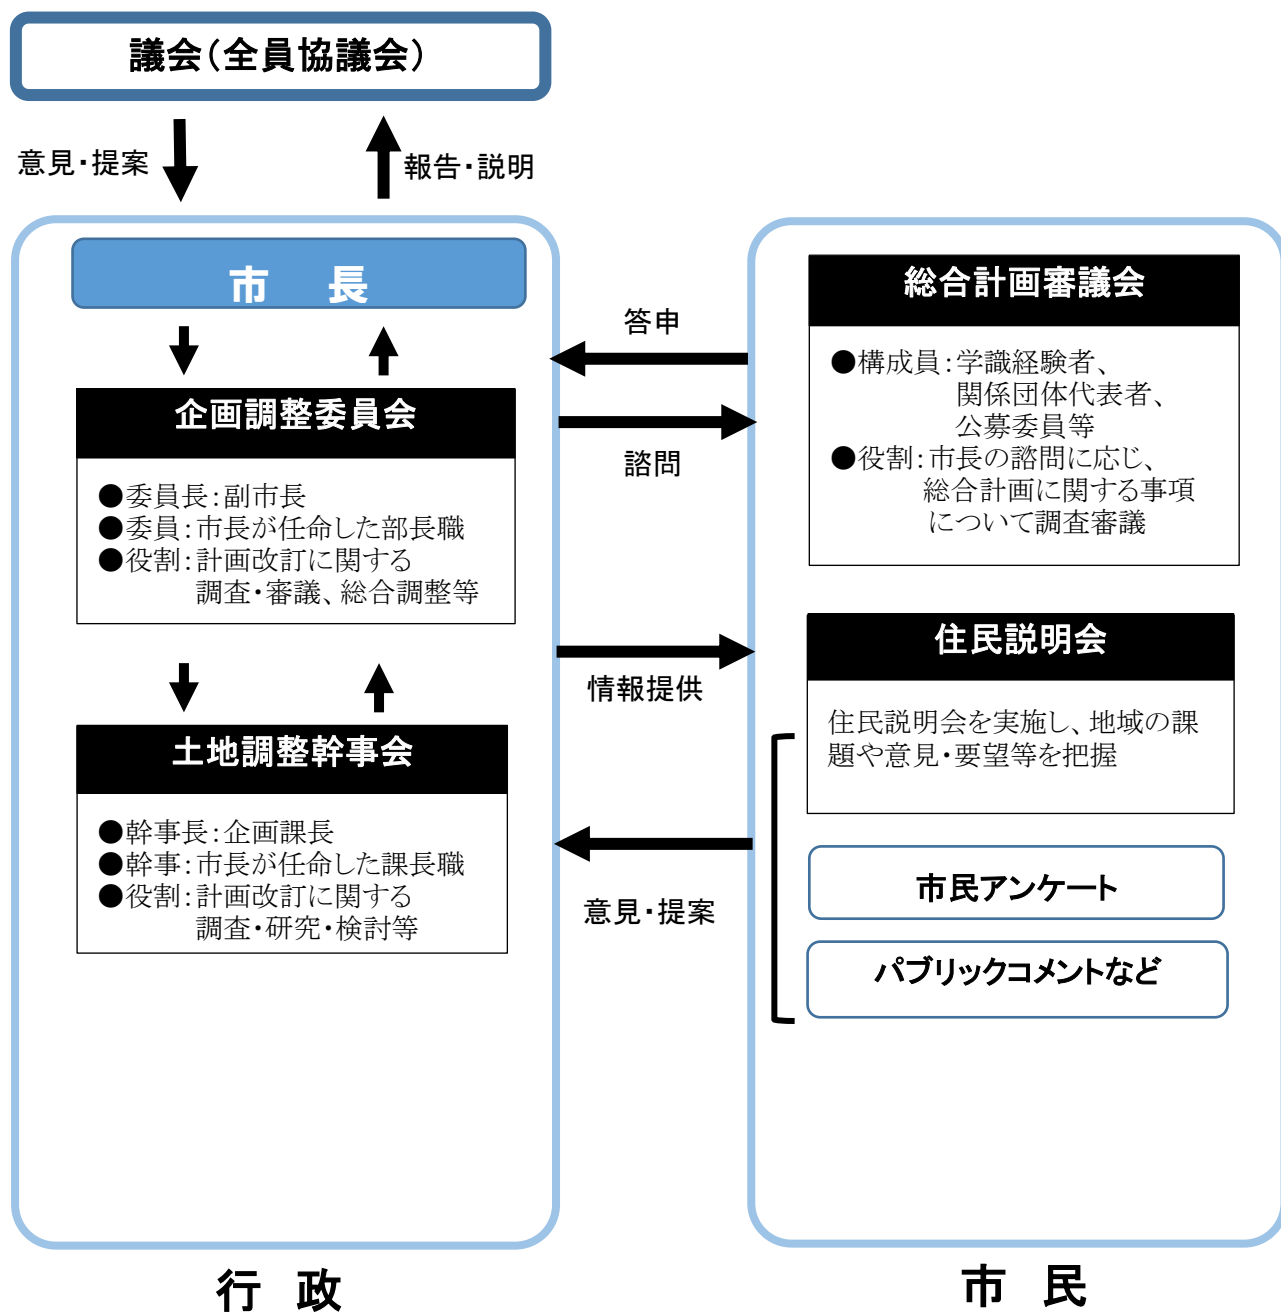 議会(全員協議会)
意見・提案
報告・説明
市 長
企画調整委員会
●委員長:副市長
●委員:市長が任命した部長職
●役割:計画改訂に関する
調査・審議、総合調整等
土地調整幹事会
●幹事長:企画課長
●幹事:市長が任命した課長職
●役割:計画改訂に関する
調査・研究・検討等
行 政
答申
諮問
情報提供
意見・提案
総合計画審議会
●構成員:学識経験者、
関係団体代表者、
公募委員等
●役割:市長の諮問に応じ、
総合計画に関する事項
について調査審議
住民説明会
住民説明会を実施し、地域の課
題や意見・要望等を把握
市民アンケート
パブリックコメントなど
市 民